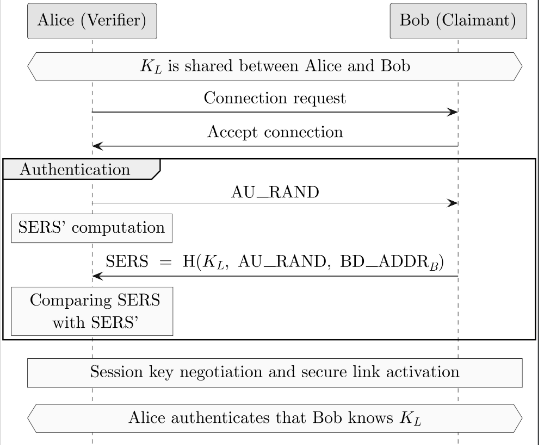 Alice (Verifier)
Bob (Claimant)
K_L is shared between Alice and Bob
Connection request
Accept connection
Authentication
AU_RAND
SERS' computation
SERS = H(K_L, AU_RAND, BD_ADDR_B)
Comparing SERS
with SERS'
Session key negotiation and secure link activation
Alice authenticates that Bob knows K_L